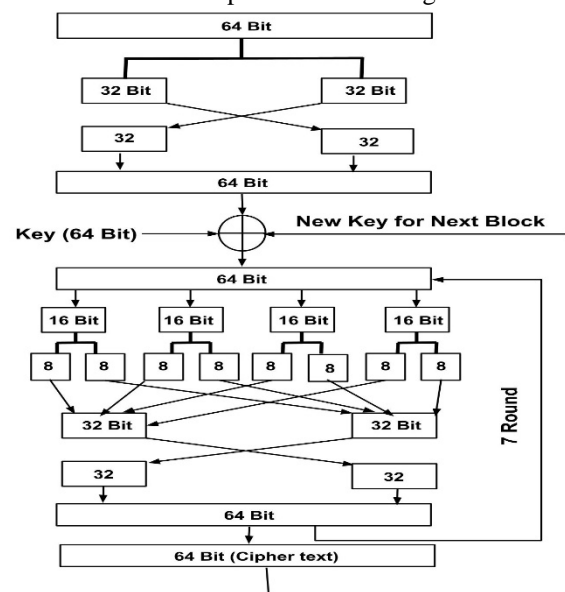 64 Bit
32 Bit 32 Bit
32 32
64 Bit
New Key for Next Block
Key (64 Bit)
64 Bit
16 Bit 16 Bit 16 Bit 16 Bit
8 8 8 8 8 8 8 8
32 Bit 32 Bit
7 Round
32 32
64 Bit
64 Bit (Cipher text)